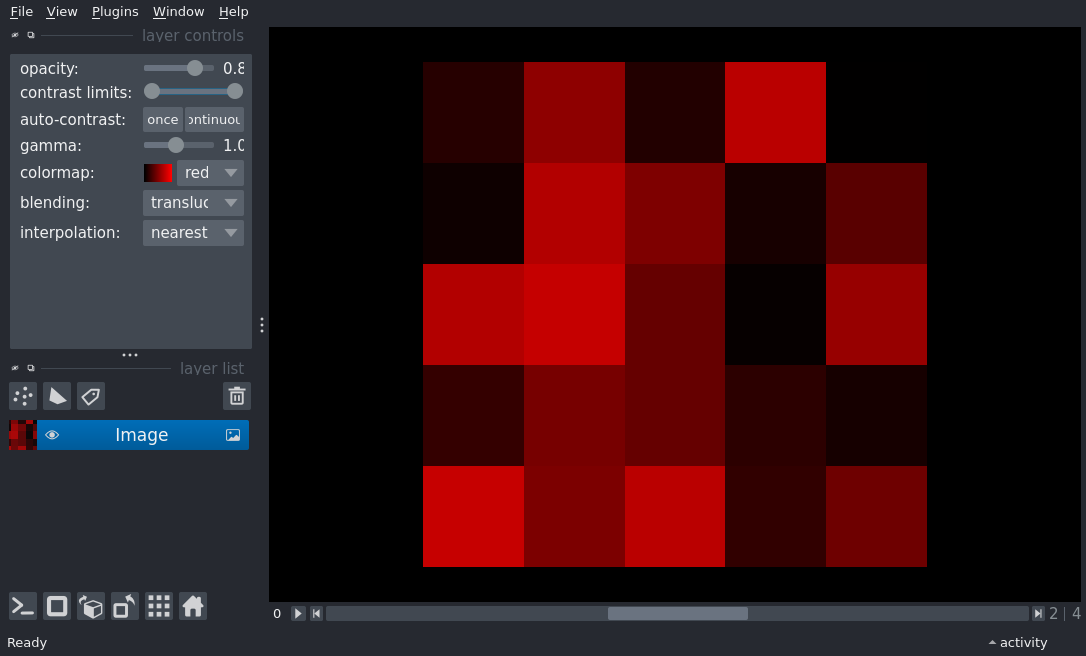 File View Plugins Window Help
layer controls
opacity: 0.8
contrast limits:
auto-contrast: once ontinuou
gamma: 1.0
colormap: red
blending: transluc
interpolation: nearest
layer list
Image
0 2 | 4
Ready activity